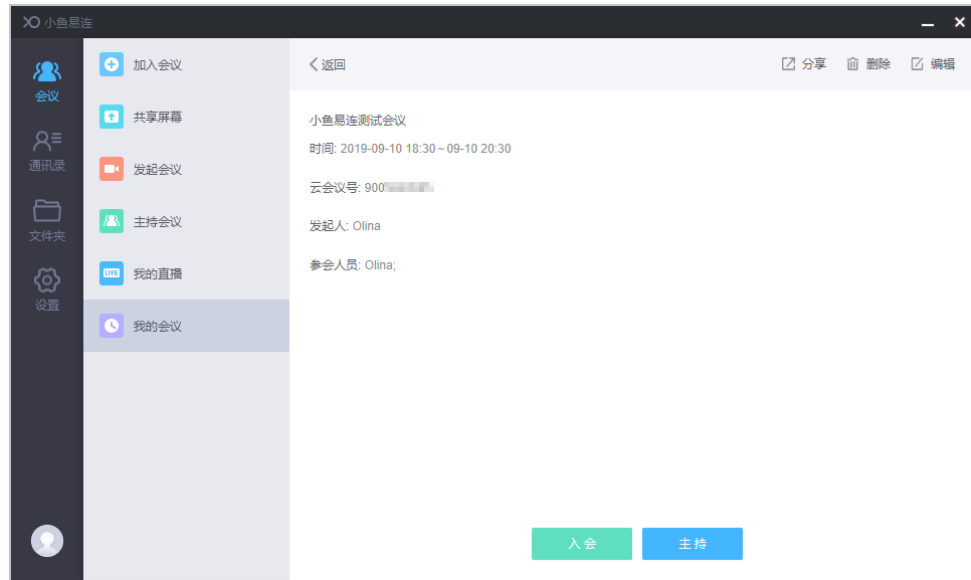 小鱼易连
会议
通讯录
文件夹
设置
加入会议
共享屏幕
发起会议
主持会议
LIVE 我的直播
我的会议
返回
分享 删除 编辑
小鱼易连测试会议
时间: 2019-09-10 18:30~09-10 20:30
云会议号: 900
发起人: Olina
参会人员: Olina;
入会 主持